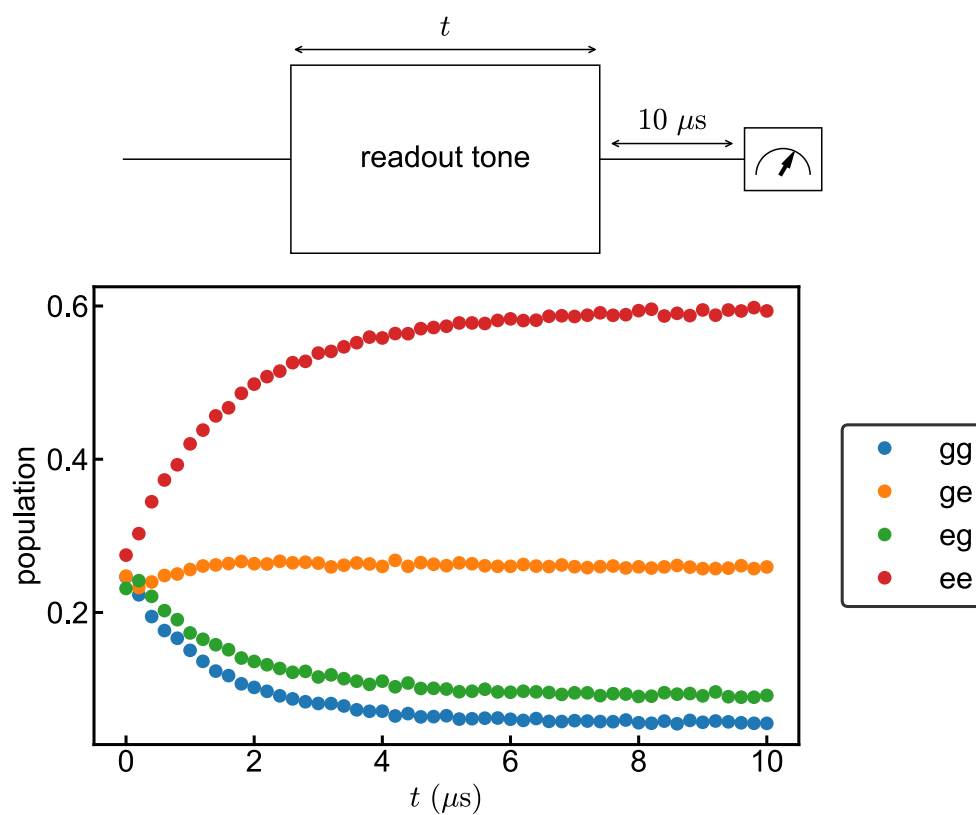 t
readout tone
10 μs
0.6
0.4
0.2
population
0 2 4 6 8 10
t (μs)
gg
ge
eg
ee